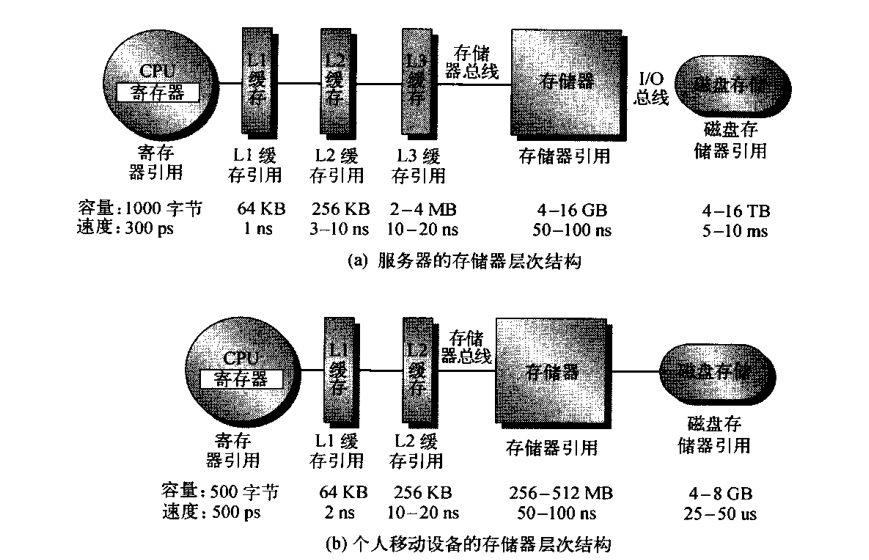 CPU
寄存器
L1
缓存
L2
缓存
L3
缓存
存储
器总线
存储器
I/O
总线
磁盘存储
寄存
器引用
L1 缓
存引用
L2 缓
存引用
L3 缓
存引用
存储器引用
磁盘存
储器引用
容量:1000 字节 64 KB 256 KB 2–4 MB 4–16 GB 4–16 TB
速度:300 ps 1 ns 3–10 ns 10–20 ns 50–100 ns 5–10 ms
(a) 服务器的存储器层次结构
CPU
寄存器
L1
缓存
L2
缓存
存储
器总线
存储器
磁盘存储
寄存
器引用
L1 缓
存引用
L2 缓
存引用
存储器引用
磁盘存
储器引用
容量:500 字节 64 KB 256 KB 256–512 MB 4–8 GB
速度:500 ps 2 ns 10–20 ns 50–100 ns 25–50 us
(b) 个人移动设备的存储器层次结构